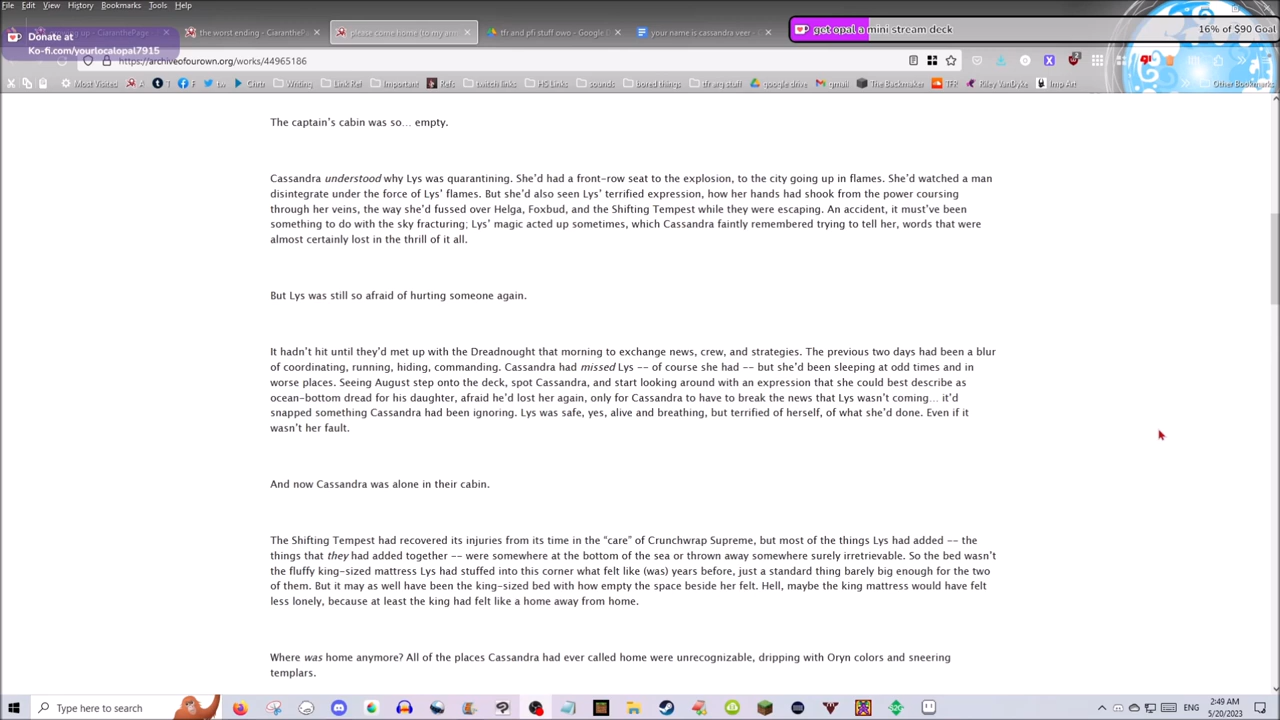 File Edit View History Bookmarks Tools Help
Donate at
Ko-fi.com/yourlocalopal7915
the worst ending - CiaranthePa
please come home (to my arm
tfr and pfi stuff owo - Google D
your name is cassandra veer -
get opal a mini stream deck
16% of $90 Goal
https://archiveofourown.org/works/44965186
Most Visited
Writing
Link Ref
Important
Refs
twitch links
HS Links
sounds
bored things
tfr arg stuff
google drive
gmail
The Backmaker
TFR
Riley VanDyke
Imp Art
Other Bookmarks
The captain's cabin was so... empty.
Cassandra understood why Lys was quarantining. She'd had a front-row seat to the explosion, to the city going up in flames. She'd watched a man
disintegrate under the force of Lys' flames. But she'd also seen Lys' terrified expression, how her hands had shook from the power coursing
through her veins, the way she'd fussed over Helga, Foxbud, and the Shifting Tempest while they were escaping. An accident, it must've been
something to do with the sky fracturing; Lys' magic acted up sometimes, which Cassandra faintly remembered trying to tell her, words that were
almost certainly lost in the thrill of it all.
But Lys was still so afraid of hurting someone again.
It hadn't hit until they'd met up with the Dreadnought that morning to exchange news, crew, and strategies. The previous two days had been a blur
of coordinating, running, hiding, commanding. Cassandra had missed Lys -- of course she had -- but she'd been sleeping at odd times and in
worse places. Seeing August step onto the deck, spot Cassandra, and start looking around with an expression that she could best describe as
ocean-bottom dread for his daughter, afraid he'd lost her again, only for Cassandra to have to break the news that Lys wasn't coming... it'd
snapped something Cassandra had been ignoring. Lys was safe, yes, alive and breathing, but terrified of herself, of what she'd done. Even if it
wasn't her fault.
And now Cassandra was alone in their cabin.
The Shifting Tempest had recovered its injuries from its time in the "care" of Crunchwrap Supreme, but most of the things Lys had added -- the
things that they had added together -- were somewhere at the bottom of the sea or thrown away somewhere surely irretrievable. So the bed wasn't
the fluffy king-sized mattress Lys had stuffed into this corner what felt like (was) years before, just a standard thing barely big enough for the two
of them. But it may as well have been the king-sized bed with how empty the space beside her felt. Hell, maybe the king mattress would have felt
less lonely, because at least the king had felt like a home away from home.
Where was home anymore? All of the places Cassandra had ever called home were unrecognizable, dripping with Oryn colors and sneering
templars.
Type here to search
ENG
2:49 AM
5/20/2023